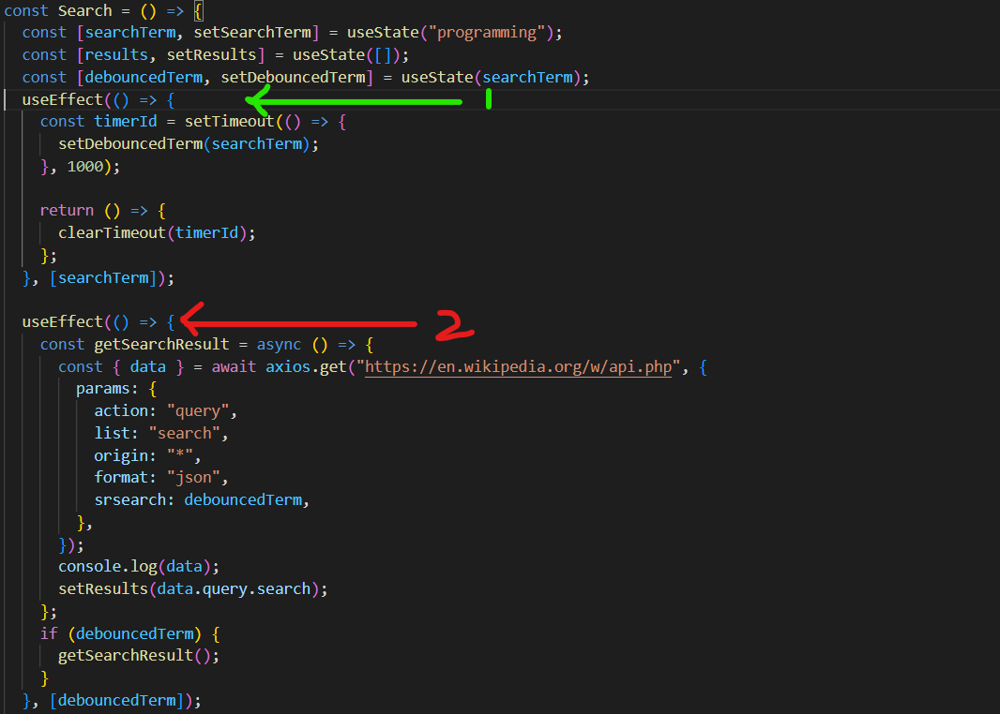 const Search = () => {
  const [searchTerm, setSearchTerm] = useState("programming");
  const [results, setResults] = useState([]);
  const [debouncedTerm, setDebouncedTerm] = useState(searchTerm);
  useEffect(() => { 1
    const timerId = setTimeout(() => {
      setDebouncedTerm(searchTerm);
    }, 1000);

    return () => {
      clearTimeout(timerId);
    };
  }, [searchTerm]);

  useEffect(() => { 2
    const getSearchResult = async () => {
      const { data } = await axios.get("https://en.wikipedia.org/w/api.php", {
        params: {
          action: "query",
          list: "search",
          origin: "*",
          format: "json",
          srsearch: debouncedTerm,
        },
      });
      console.log(data);
      setResults(data.query.search);
    };
    if (debouncedTerm) {
      getSearchResult();
    }
  }, [debouncedTerm]);